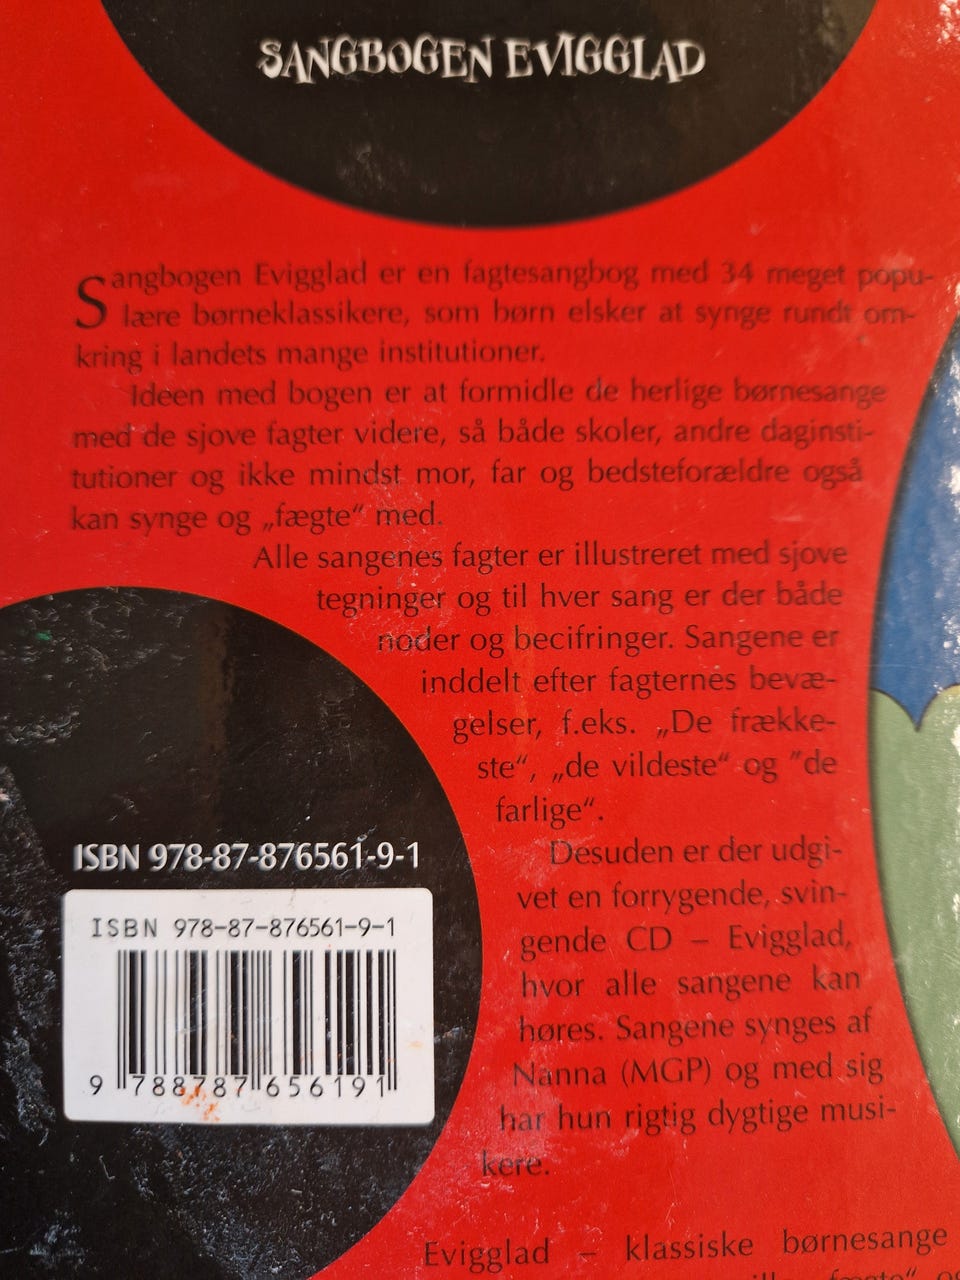 SANGBOGEN EVIGGLAD
Sangbogen Evigglad er en fagtesangbog med 34 meget popu-
lære børneklassikere, som børn elsker at synge rundt om-
kring i landets mange institutioner.
Ideen med bogen er at formidle de herlige børnesange
med de sjove fagter videre, så både skoler, andre daginsti-
tutioner og ikke mindst mor, far og bedsteforældre også
kan synge og „fægte“ med.
Alle sangenes fagter er illustreret med sjove
tegninger og til hver sang er der både
noder og becifringer. Sangene er
inddelt efter fagternes bevæ-
gelser, f.eks. „De frække-
ste“, „de vildeste“ og "de
farlige“.
Desuden er der udgi-
vet en forrygende, svin-
gende CD – Evigglad,
hvor alle sangene kan
høres. Sangene synges af
Nanna (MGP) og med sig
har hun rigtig dygtige musi-
kere.
ISBN 978-87-876561-9-1
ISBN 978-87-876561-9-1
9 788787 656191
Evigglad – klassiske børnesange